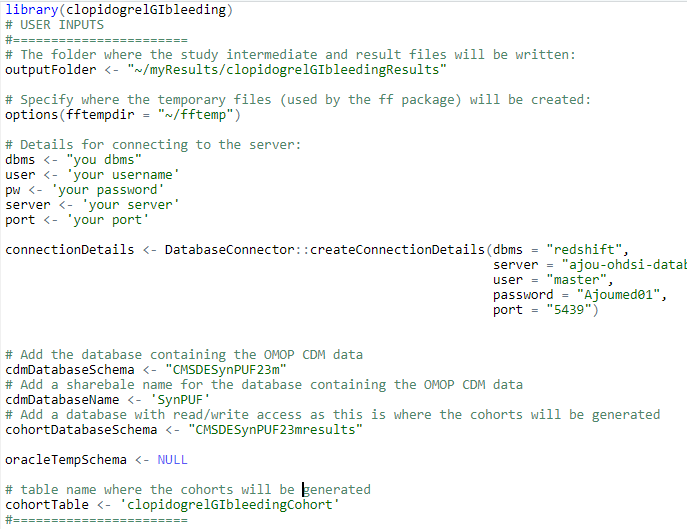 library(clopidogrelGIbleeding)
# USER INPUTS
#=======================
# The folder where the study intermediate and result files will be written:
outputFolder <- "~/myResults/clopidogrelGIbleedingResults"
# Specify where the temporary files (used by the ff package) will be created:
options(fftempdir = "~/fftemp")
# Details for connecting to the server:
dbms <- "you dbms"
user <- 'your username'
pw <- 'your password'
server <- 'your server'
port <- 'your port'
connectionDetails <- DatabaseConnector::createConnectionDetails(dbms = "redshift",
server = "ajou-ohdsi-datab
user = "master",
password = "Ajoumed01",
port = "5439")
# Add the database containing the OMOP CDM data
cdmDatabaseSchema <- "CMSDESynPUF23m"
# Add a sharebale name for the database containing the OMOP CDM data
cdmDatabaseName <- 'SynPUF'
# Add a database with read/write access as this is where the cohorts will be generated
cohortDatabaseSchema <- "CMSDESynPUF23mresults"
oracleTempSchema <- NULL
# table name where the cohorts will be generated
cohortTable <- 'clopidogrelGIbleedingCohort'
#=======================